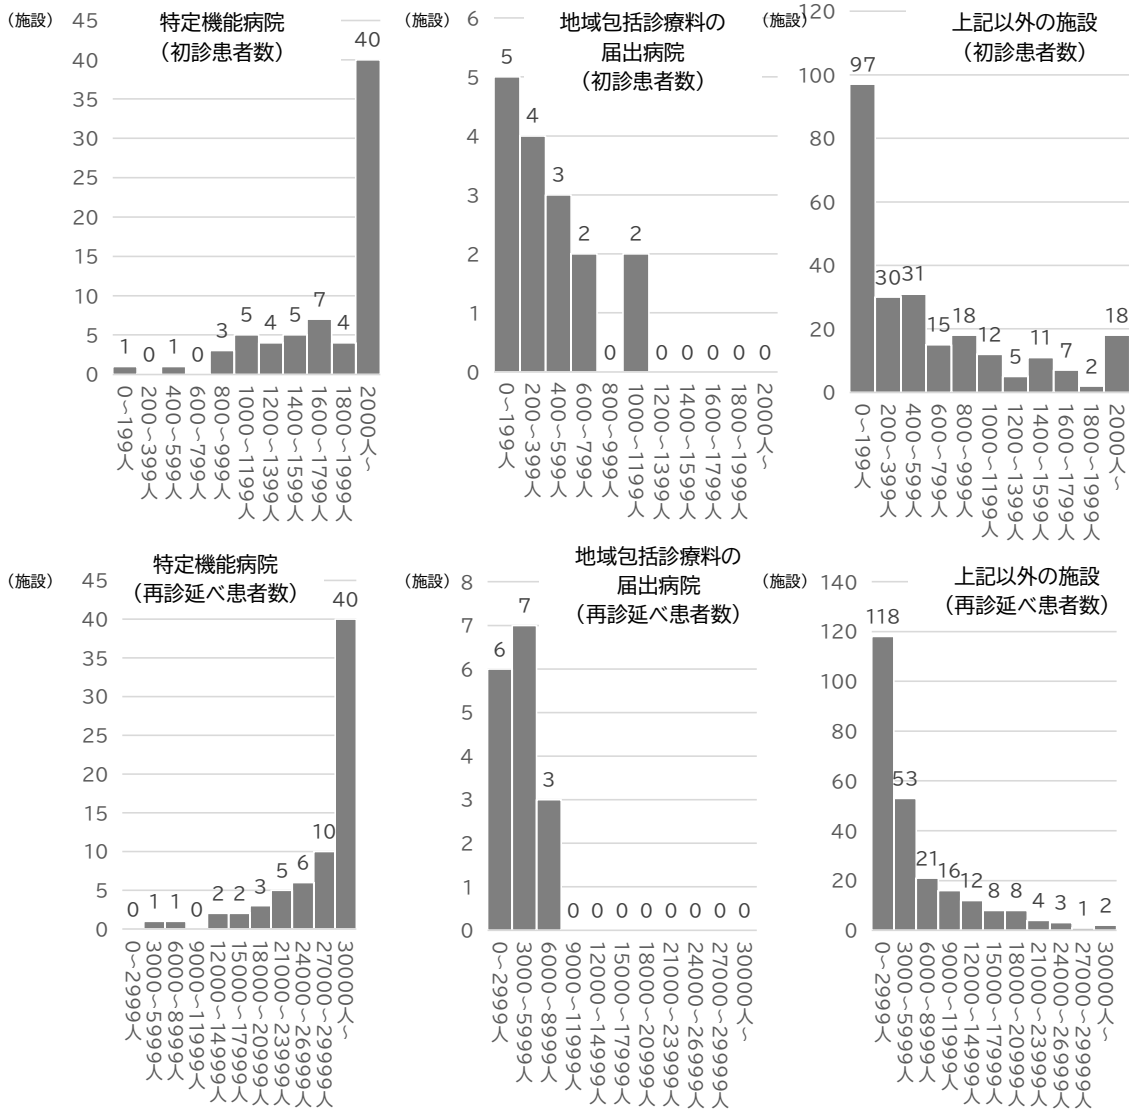 （施設）
特定機能病院
（初診患者数）
45
40
35
30
25
20
15
10
5
0
1
0
1
0
3
5
4
5
7
4
40
0～199人
200～399人
400～599人
600～799人
800～999人
1000～1199人
1200～1399人
1400～1599人
1600～1799人
1800～1999人
2000人～
（施設）
地域包括診療料の
届出病院
（初診患者数）
6
5
4
3
2
1
0
5
4
3
2
0
2
0
0
0
0
0
0～199人
200～399人
400～599人
600～799人
800～999人
1000～1199人
1200～1399人
1400～1599人
1600～1799人
1800～1999人
2000人～
（施設）
上記以外の施設
（初診患者数）
120
100
80
60
40
20
0
97
30
31
15
18
12
5
11
7
2
18
0～199人
200～399人
400～599人
600～799人
800～999人
1000～1199人
1200～1399人
1400～1599人
1600～1799人
1800～1999人
2000人～
（施設）
特定機能病院
（再診延べ患者数）
45
40
35
30
25
20
15
10
5
0
0
1
1
0
2
2
3
5
6
10
40
0～2999人
3000～5999人
6000～8999人
9000～11999人
12000～14999人
15000～17999人
18000～20999人
21000～23999人
24000～26999人
27000～29999人
30000人～
（施設）
地域包括診療料の
届出病院
（再診延べ患者数）
8
7
6
5
4
3
2
1
0
6
7
3
0
0
0
0
0
0
0
0
0～2999人
3000～5999人
6000～8999人
9000～11999人
12000～14999人
15000～17999人
18000～20999人
21000～23999人
24000～26999人
27000～29999人
30000人～
（施設）
上記以外の施設
（再診延べ患者数）
140
120
100
80
60
40
20
0
118
53
21
16
12
8
8
4
3
1
2
0～2999人
3000～5999人
6000～8999人
9000～11999人
12000～14999人
15000～17999人
18000～20999人
21000～23999人
24000～26999人
27000～29999人
30000人～